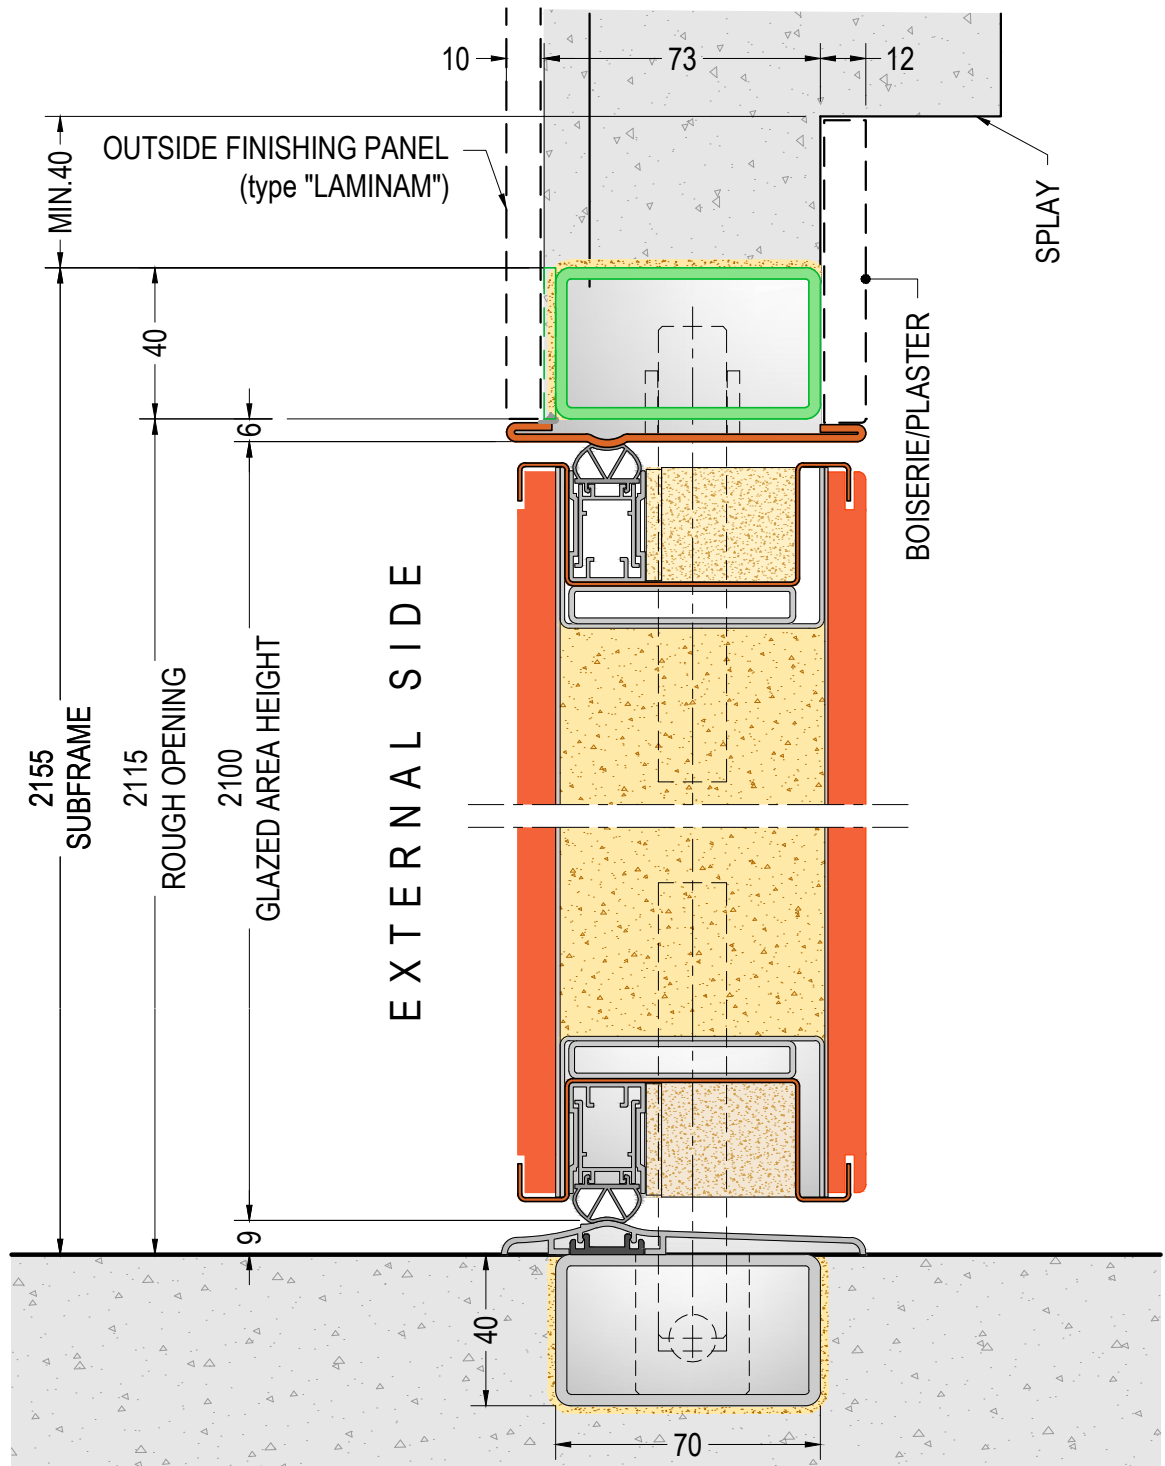 10
73
12
OUTSIDE FINISHING PANEL
(type "LAMINAM")
MIN.40
SPLAY
40
6
BOISERIE/PLASTER
2155
SUBFRAME
2115
ROUGH OPENING
2100
GLAZED AREA HEIGHT
EXTERNAL SIDE
9
40
70